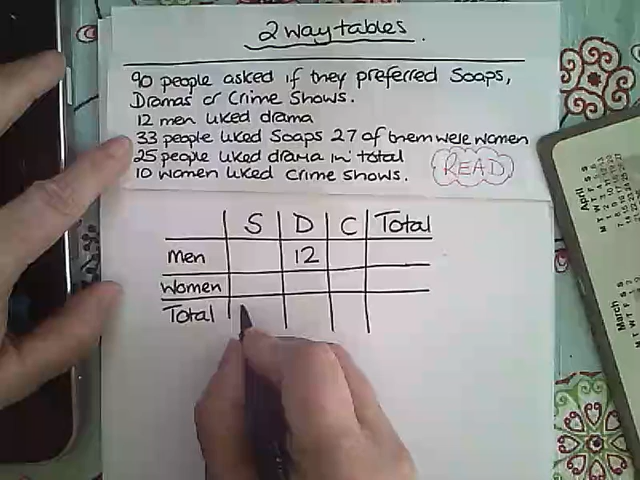 2 way tables.
90 people asked if they preferred Soaps,
Dramas or Crime Shows.
12 men liked drama
33 people liked Soaps 27 of them were women
25 people liked drama in total
10 women liked crime shows.
READ
S D C Total
Men 12
Women
Total
April
March